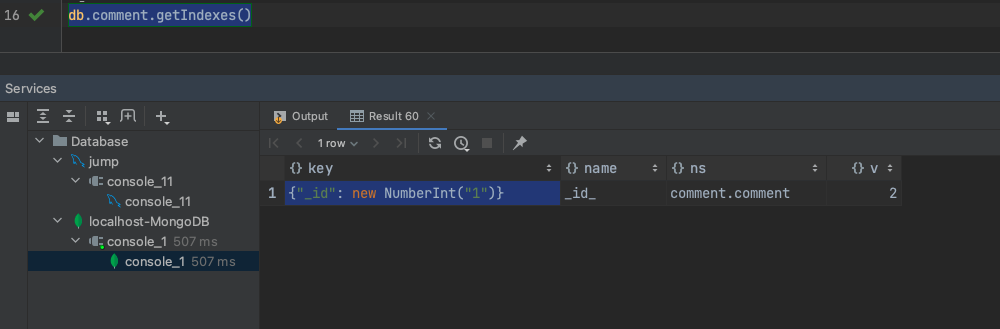 16 db.comment.getIndexes()
Services
Output Result 60
Database
1 row
jump
key name ns v
console_11
1 {"_id": new NumberInt("1")} _id_ comment.comment 2
console_11
localhost-MongoDB
console_1 507 ms
console_1 507 ms